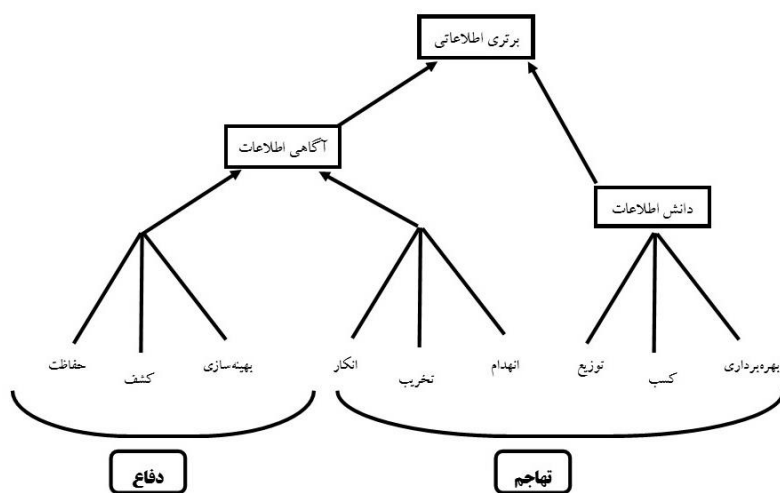 برتری اطلاعاتی
آگاهی اطلاعات
دانش اطلاعات
بهره‌برداری
کسب
توزیع
انهدام
تخریب
انکار
بهینه‌سازی
کشف
حفاظت
تهاجم
دفاع